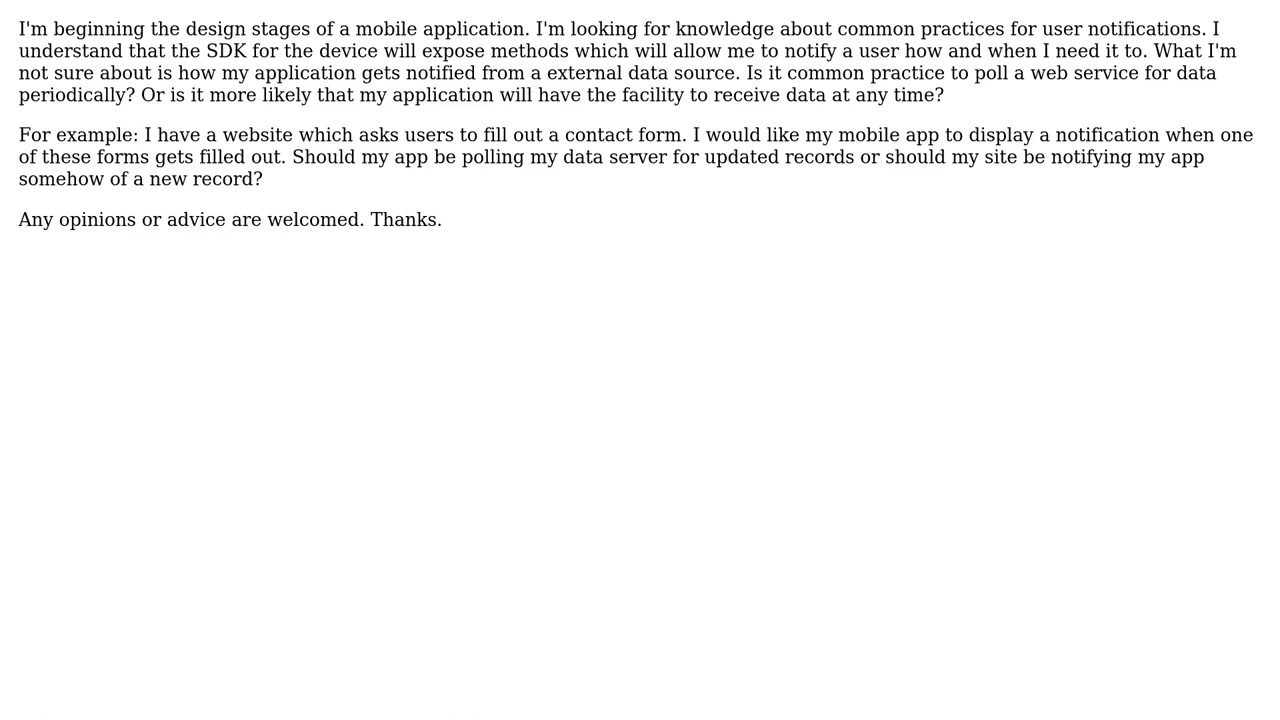 I'm beginning the design stages of a mobile application. I'm looking for knowledge about common practices for user notifications. I
understand that the SDK for the device will expose methods which will allow me to notify a user how and when I need it to. What I'm
not sure about is how my application gets notified from a external data source. Is it common practice to poll a web service for data
periodically? Or is it more likely that my application will have the facility to receive data at any time?
For example: I have a website which asks users to fill out a contact form. I would like my mobile app to display a notification when one
of these forms gets filled out. Should my app be polling my data server for updated records or should my site be notifying my app
somehow of a new record?
Any opinions or advice are welcomed. Thanks.